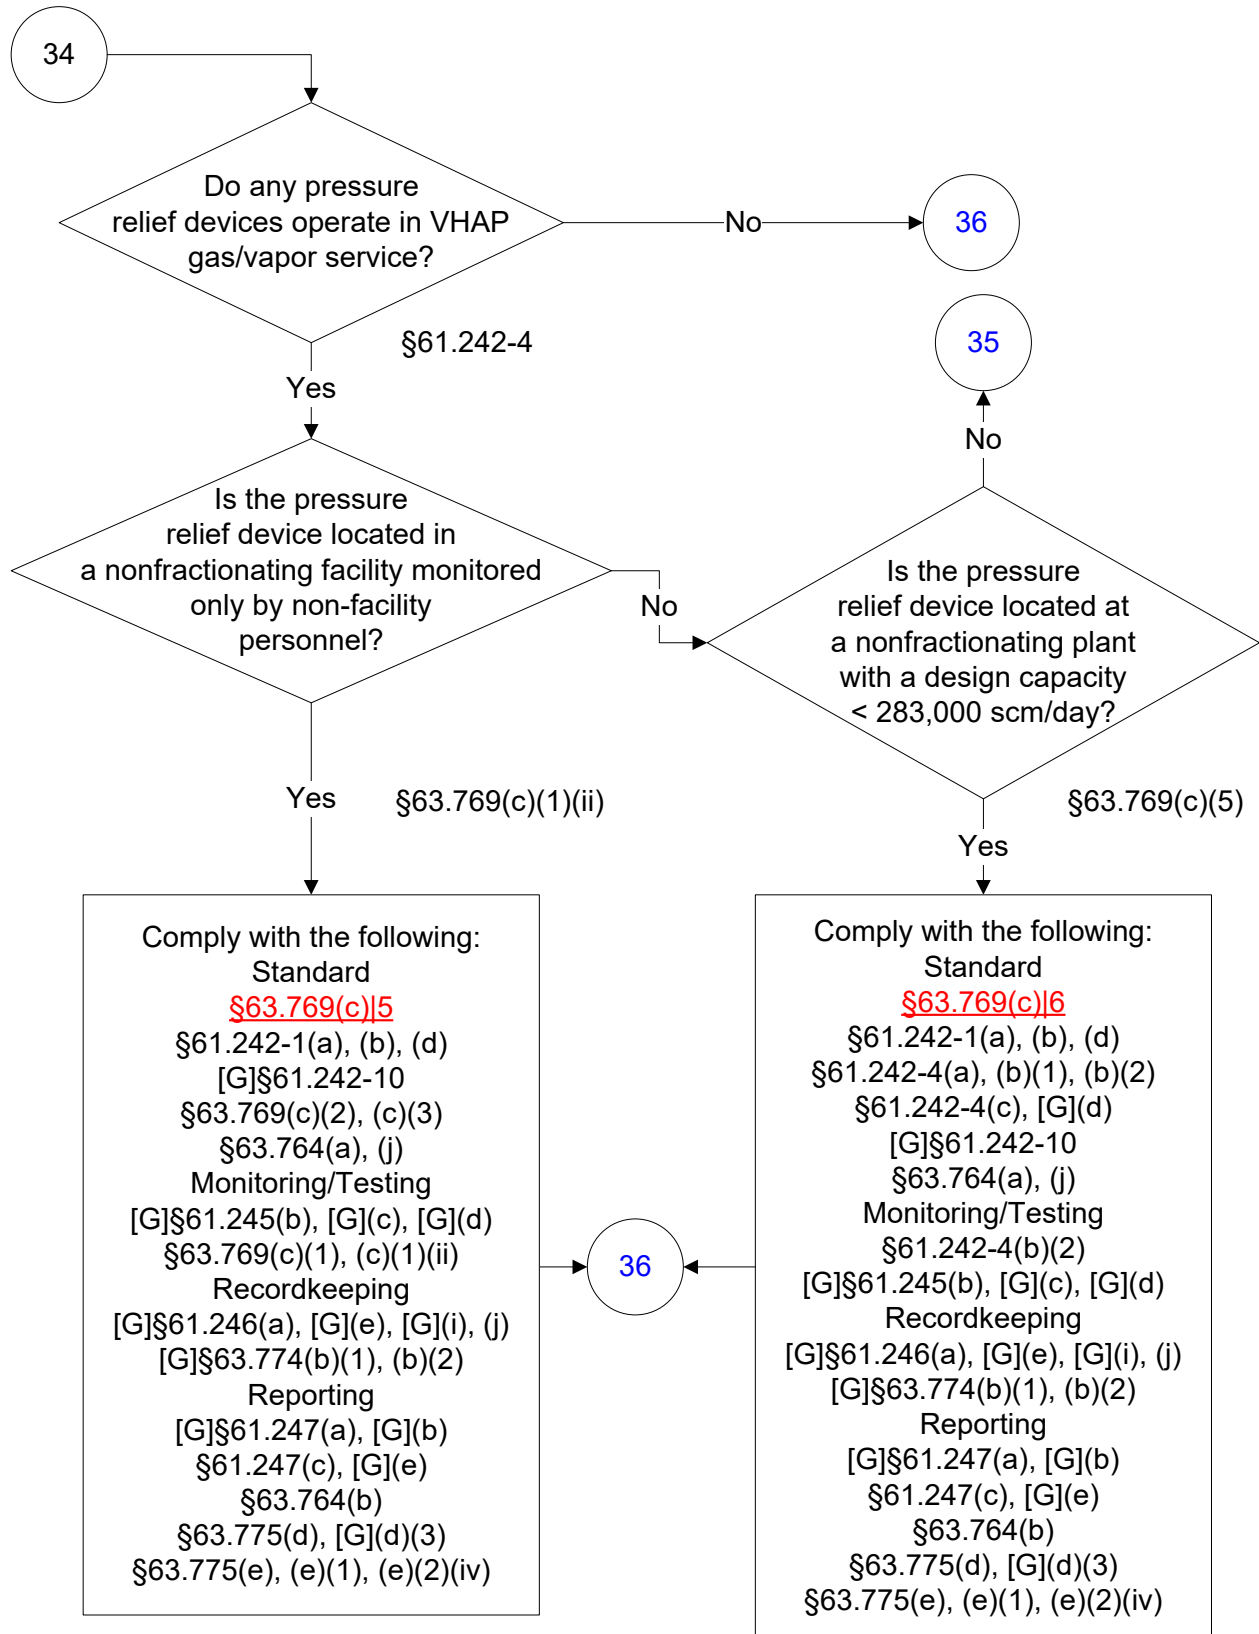 34
Do any pressure
relief devices operate in VHAP
gas/vapor service?
No
36
§61.242-4
35
Yes
No
Is the pressure
relief device located in
a nonfractionating facility monitored
only by non-facility
personnel?
No
Is the pressure
relief device located at
a nonfractionating plant
with a design capacity
< 283,000 scm/day?
Yes
§63.769(c)(1)(ii)
§63.769(c)(5)
Yes
Comply with the following:
Standard
§63.769(c)|5
§61.242-1(a), (b), (d)
[G]§61.242-10
§63.769(c)(2), (c)(3)
§63.764(a), (j)
Monitoring/Testing
[G]§61.245(b), [G](c), [G](d)
§63.769(c)(1), (c)(1)(ii)
Recordkeeping
[G]§61.246(a), [G](e), [G](i), (j)
[G]§63.774(b)(1), (b)(2)
Reporting
[G]§61.247(a), [G](b)
§61.247(c), [G](e)
§63.764(b)
§63.775(d), [G](d)(3)
§63.775(e), (e)(1), (e)(2)(iv)
36
Comply with the following:
Standard
§63.769(c)|6
§61.242-1(a), (b), (d)
§61.242-4(a), (b)(1), (b)(2)
§61.242-4(c), [G](d)
[G]§61.242-10
§63.764(a), (j)
Monitoring/Testing
§61.242-4(b)(2)
[G]§61.245(b), [G](c), [G](d)
Recordkeeping
[G]§61.246(a), [G](e), [G](i), (j)
[G]§63.774(b)(1), (b)(2)
Reporting
[G]§61.247(a), [G](b)
§61.247(c), [G](e)
§63.764(b)
§63.775(d), [G](d)(3)
§63.775(e), (e)(1), (e)(2)(iv)